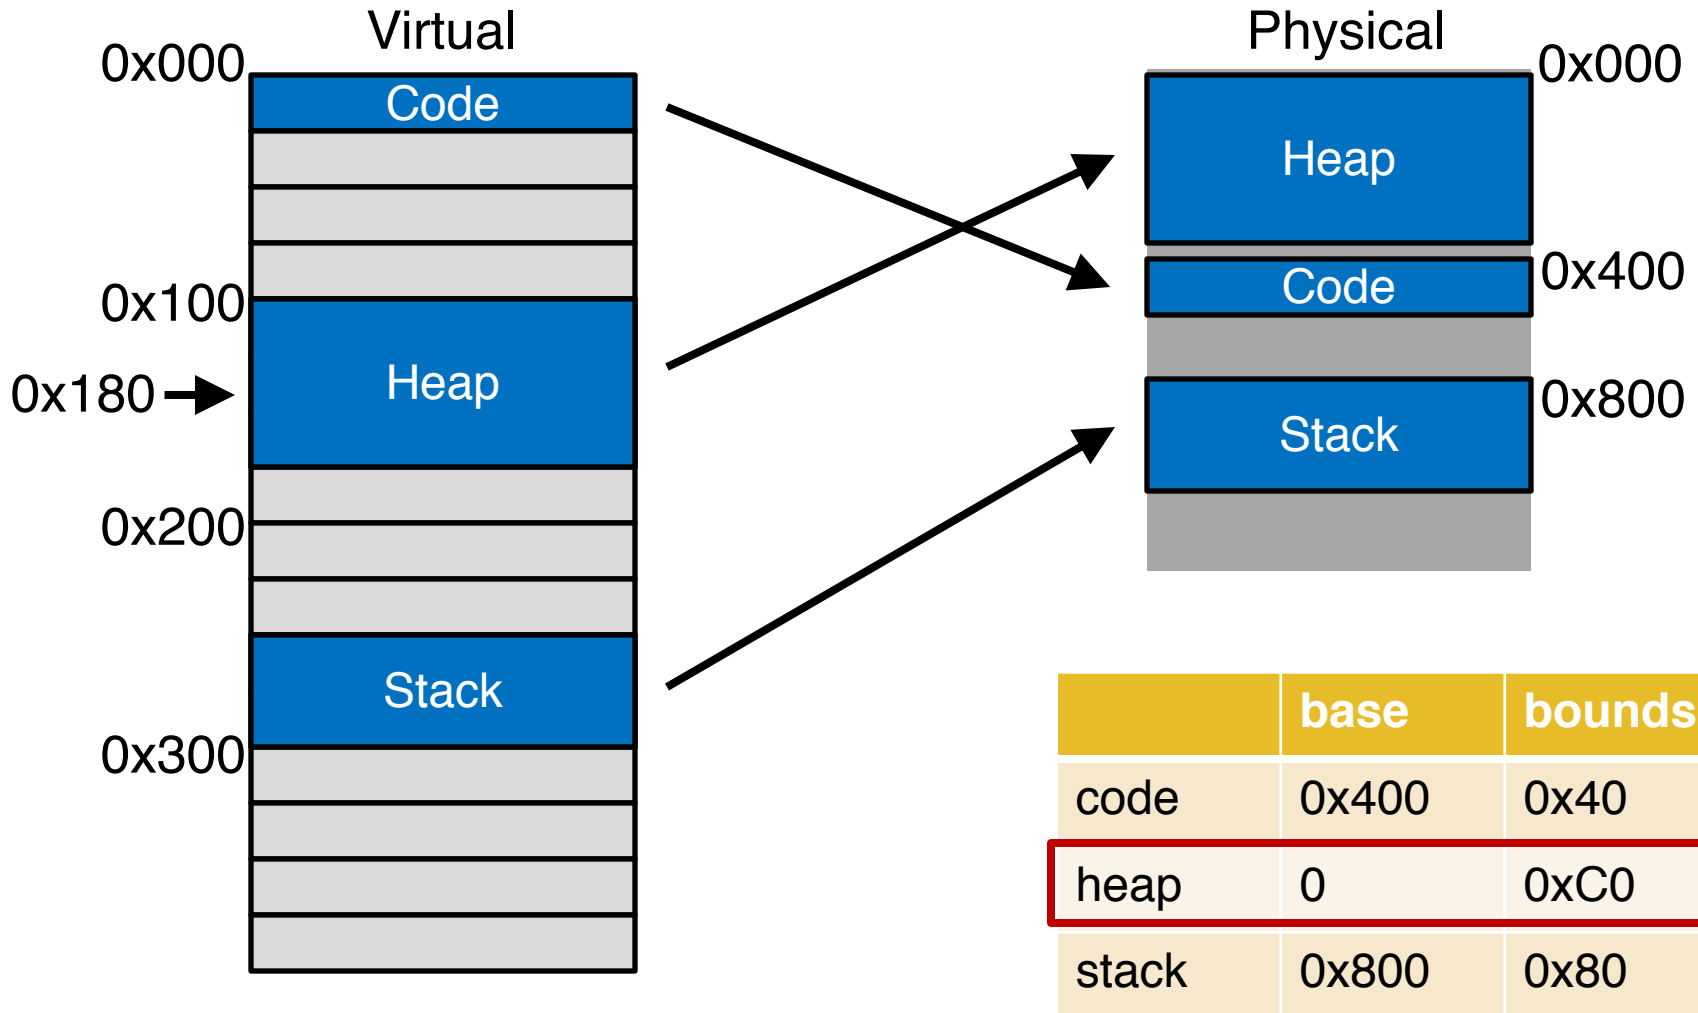 Virtual
0x000
Code
0x100
0x180
Heap
0x200
Stack
0x300
Physical
0x000
Heap
0x400
Code
0x800
Stack
base bounds
code 0x400 0x40
heap 0 0xC0
stack 0x800 0x80